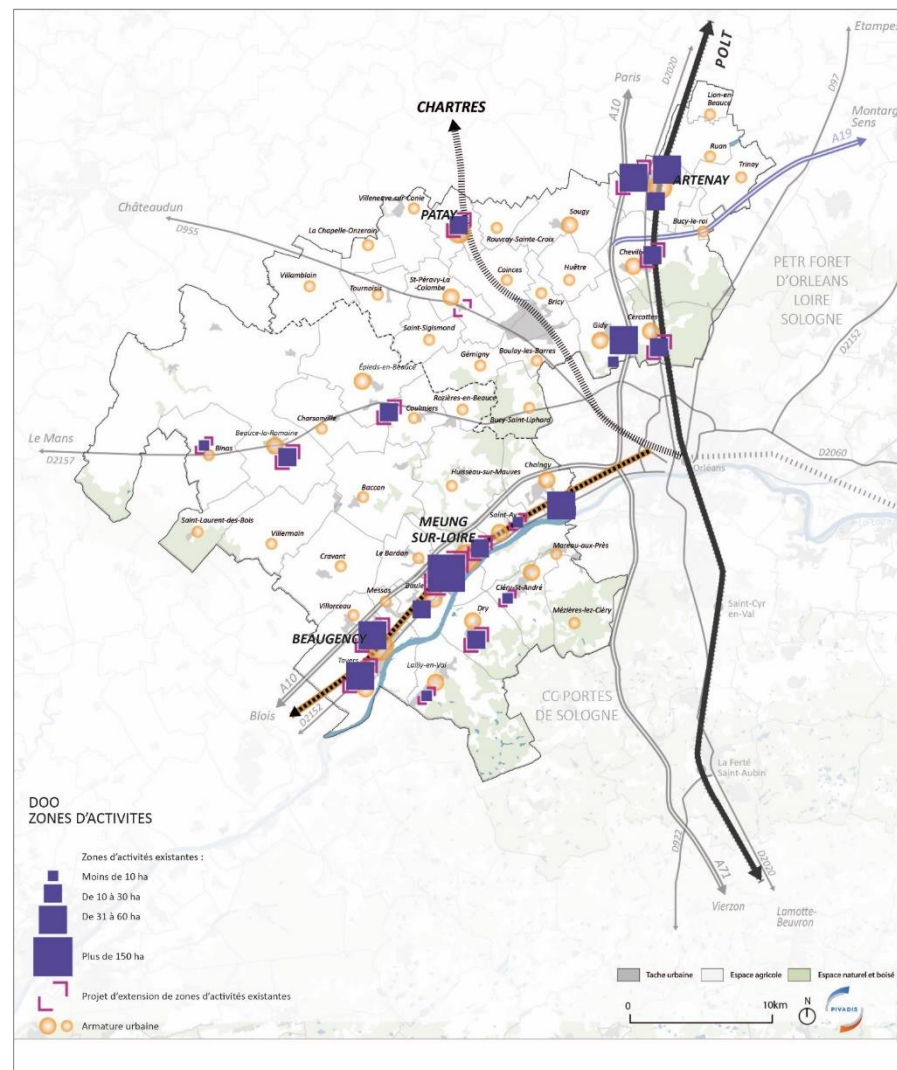 Etampes
POLT
Paris
D2020
D97
A10
Lion-en-
Beauce
CHARTRES
Montarg
Sens
A19
Ruan
Trinay
ARTENAY
Villeneuve sur Conie
Châteaudun
PATAY
Sougy
Bucy-le-roi
La Chapelle-Onzerain
Rouvray-Sainte-Croix
D955
Chevilly
PETR FORET
D'ORLEANS
LOIRE
SOLOGNE
Villamblain
Tournoisis
St-Péravy-La
-Colombe
Coinces
Huêtre
Bricy
Saint-Sigismond
Gidy
Cercottes
D2152
Gémigny
Boulay-les-Barres
Épieds-en-Beauce
Rozières-en-Beauce
Coulmiers
Bucy-Saint-Liphard
Charsonville
Le Mans
D2157
Binas
Beauce-la-Romaine
D2060
Orléans
Huisseau-sur-Mauves
Chaingy
Baccon
Saint-Ay
Saint-Laurent-des-Bois
Villermain
MEUNG
SUR-LOIRE
Cravant
Le Bardon
Mareau-aux-Près
Cléry-St-André
Messas
Baule
Villorceau
Dry
Mézières-lez-Cléry
Saint-Cyr
en-Val
BEAUGENCY
Tavers
Lailly-en-Val
A10
Blois
D2152
CC PORTES
DE SOLOGNE
La Ferté
Saint-Aubin
D922
A71
D2020
Vierzon
Lamotte-
Beuvron
DOO
ZONES D'ACTIVITES
Zones d'activités existantes :
Moins de 10 ha
De 10 à 30 ha
De 31 à 60 ha
Plus de 150 ha
Projet d'extension de zones d'activités existantes
Armature urbaine
Tache urbaine
Espace agricole
Espace naturel et boisé
0
10km
N
PIVADIS